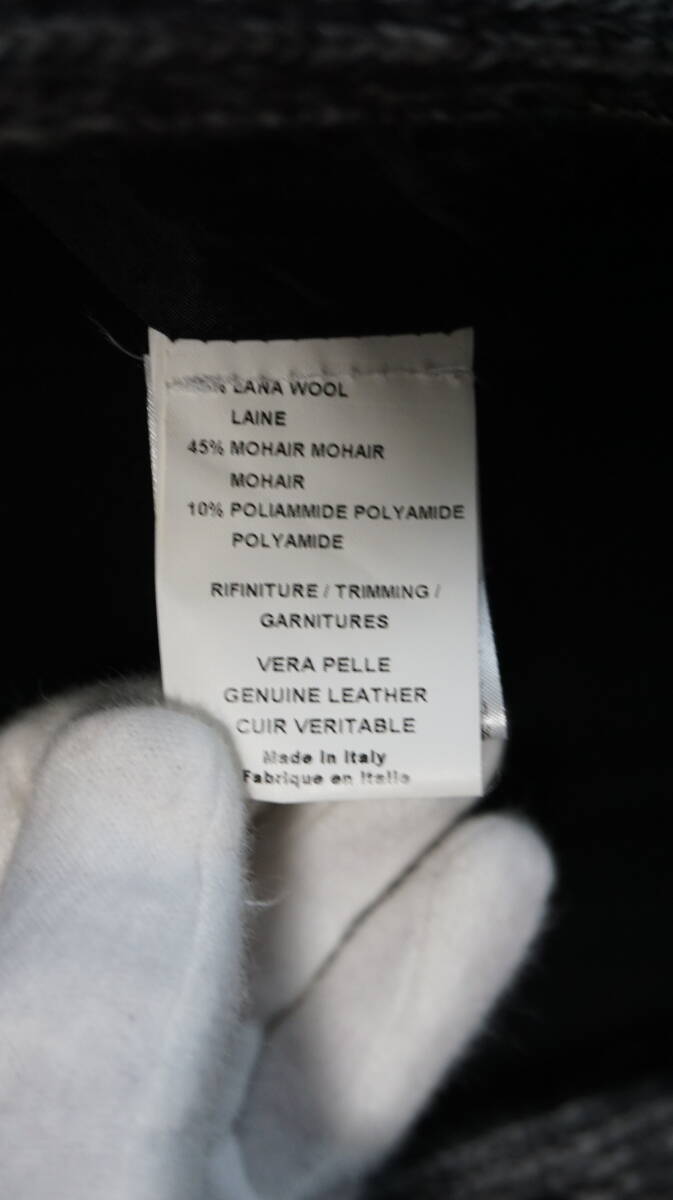 LANA WOOL
LAINE
45% MOHAIR MOHAIR
MOHAIR
10% POLIAMMIDE POLYAMIDE
POLYAMIDE
RIFINITURE / TRIMMING /
GARNITURES
VERA PELLE
GENUINE LEATHER
CUIR VERITABLE
Made in Italy
Fabrique en Italie